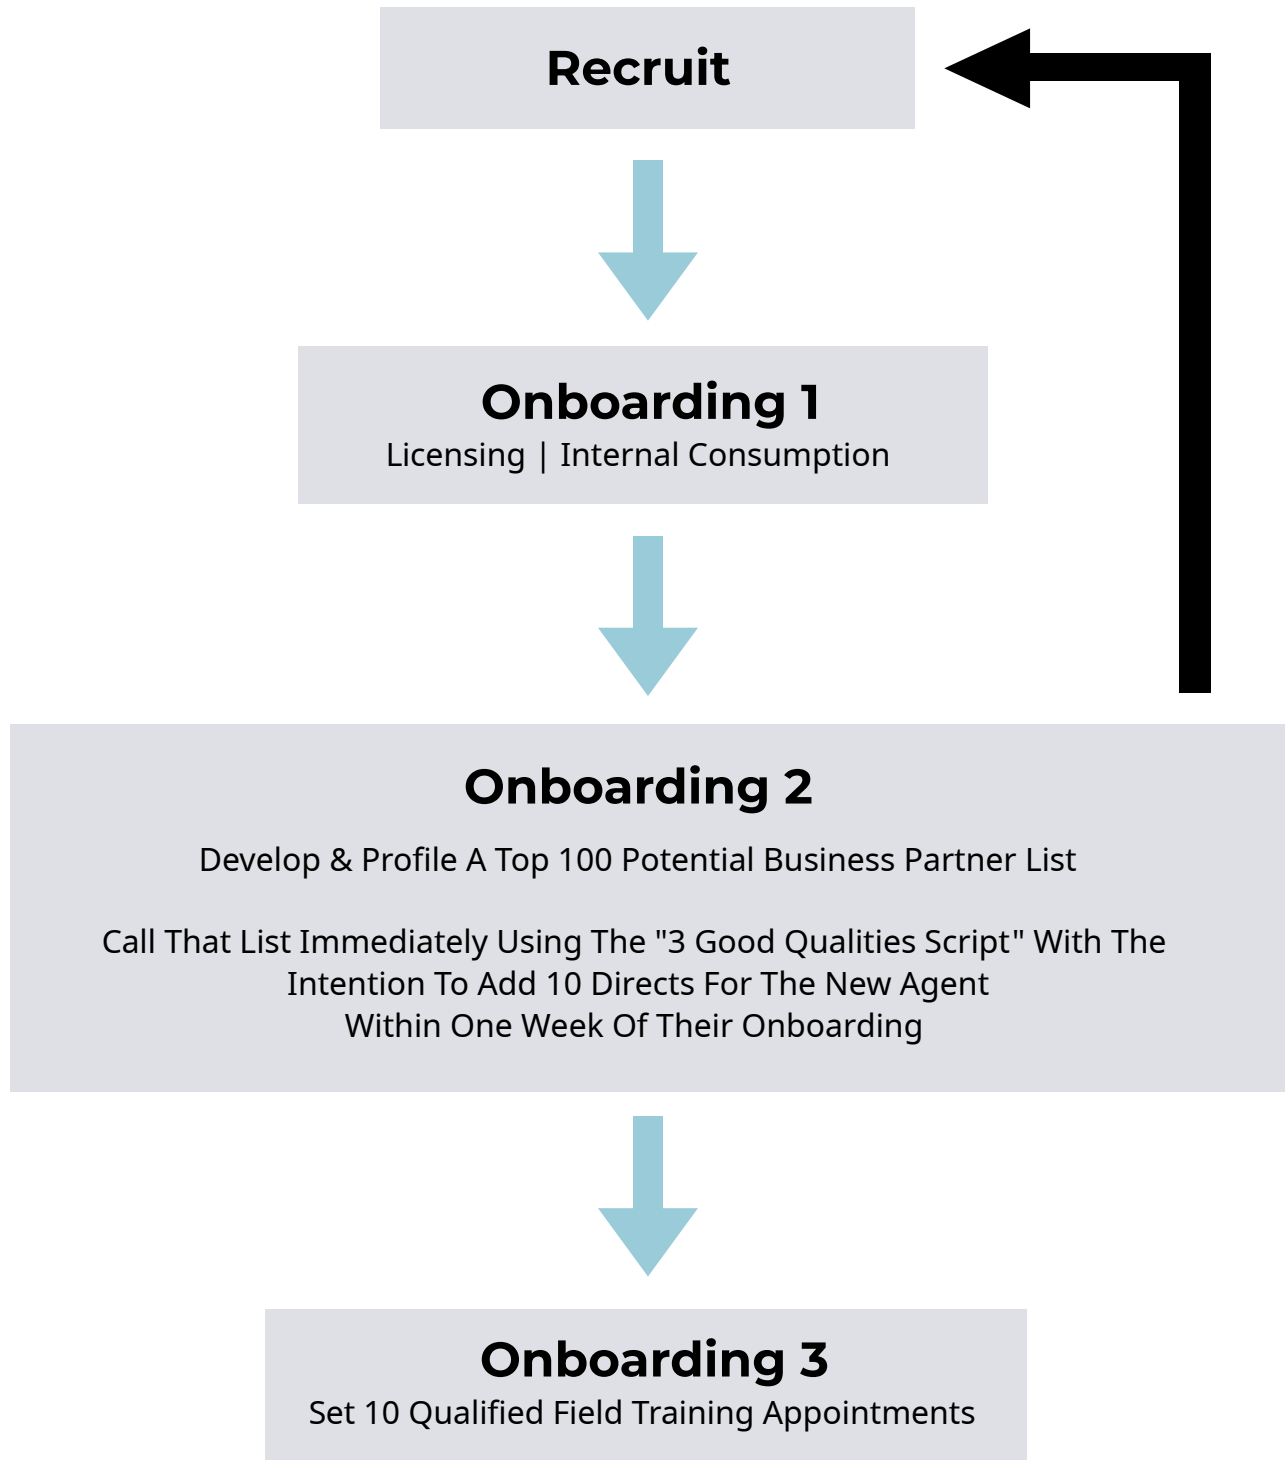 Recruit
Onboarding 1
Licensing | Internal Consumption
Onboarding 2
Develop & Profile A Top 100 Potential Business Partner List
Call That List Immediately Using The "3 Good Qualities Script" With The
Intention To Add 10 Directs For The New Agent
Within One Week Of Their Onboarding
Onboarding 3
Set 10 Qualified Field Training Appointments